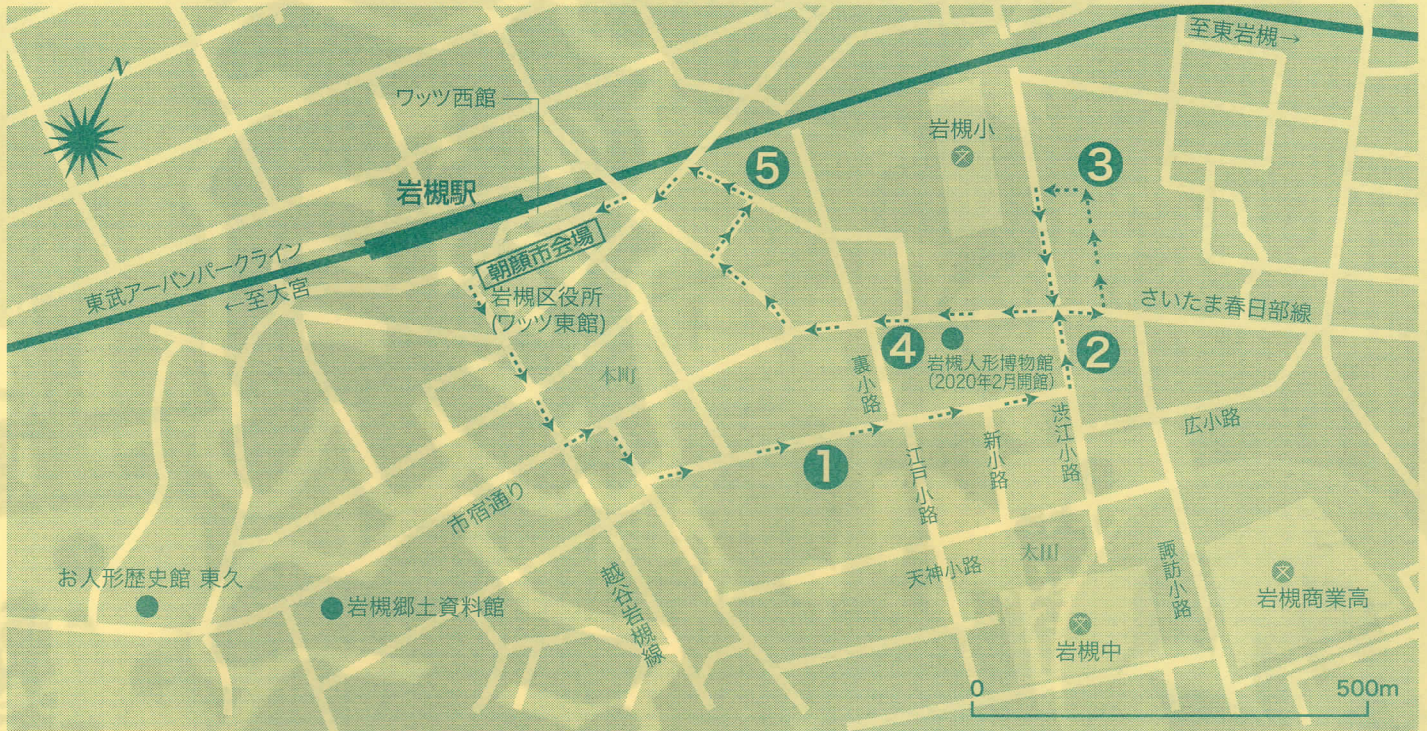 N
ワッツ西館
至東岩槻→
岩槻小
文
岩槻駅
5
3
東武アーバンパークライン
←至大宮
朝顔市会場
岩槻区役所
(ワッツ東館)
さいたま春日部線
本町
裏小路
4
岩槻人形博物館
(2020年2月開館)
2
渋江小路
広小路
1
江戸小路
新小路
市宿通り
太田
天神小路
諏訪小路
お人形歴史館 東久
岩槻郷土資料館
越谷岩槻線
文
岩槻中
文
岩槻商業高
0
500m